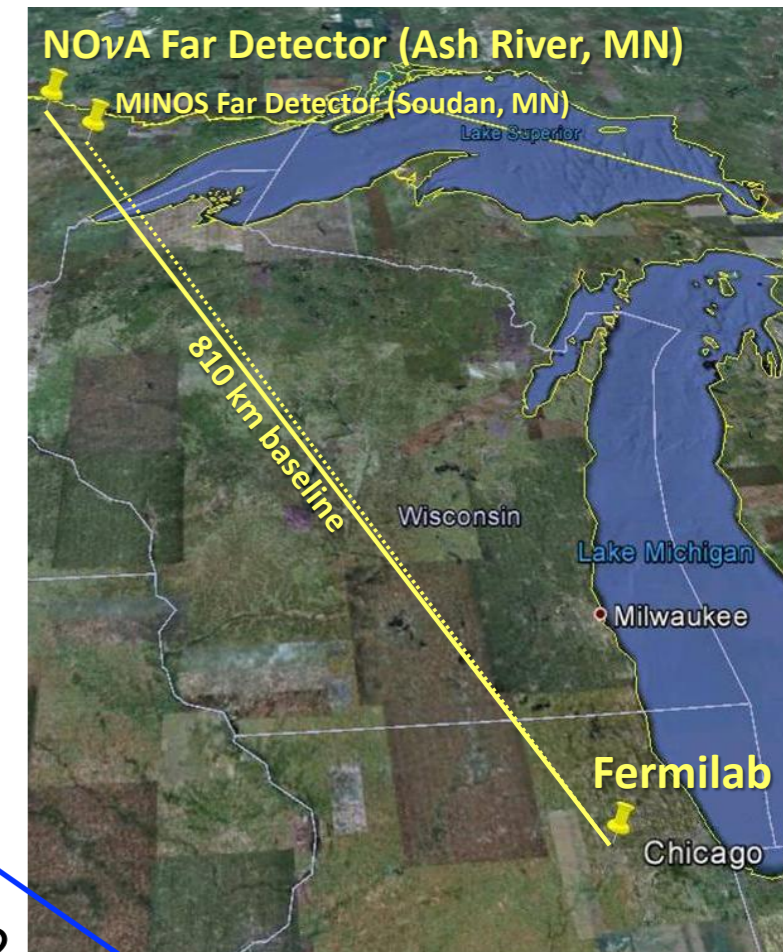 NOνA Far Detector (Ash River, MN)
MINOS Far Detector (Soudan, MN)
Lake Superior
810 km baseline
Wisconsin
Lake Michigan
Milwaukee
Fermilab
Chicago